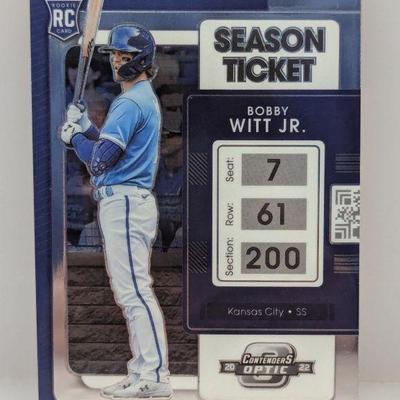 ROOKIE
RC
CARD
SEASON
TICKET
BOBBY
WITT JR.
Seat: 7
Row: 61
Section: 200
Kansas City • SS
CONTENDERS
20 OPTIC 22